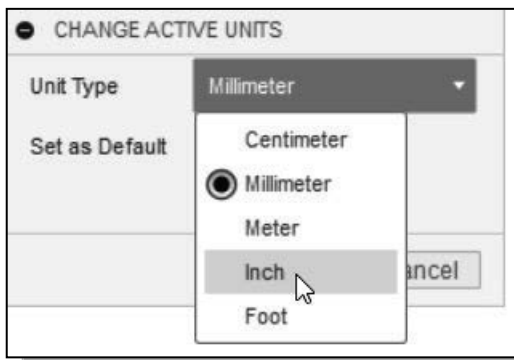 CHANGE ACTIVE UNITS
Unit Type Millimeter
Set as Default
Centimeter
Millimeter
Meter
Inch
ancel
Foot